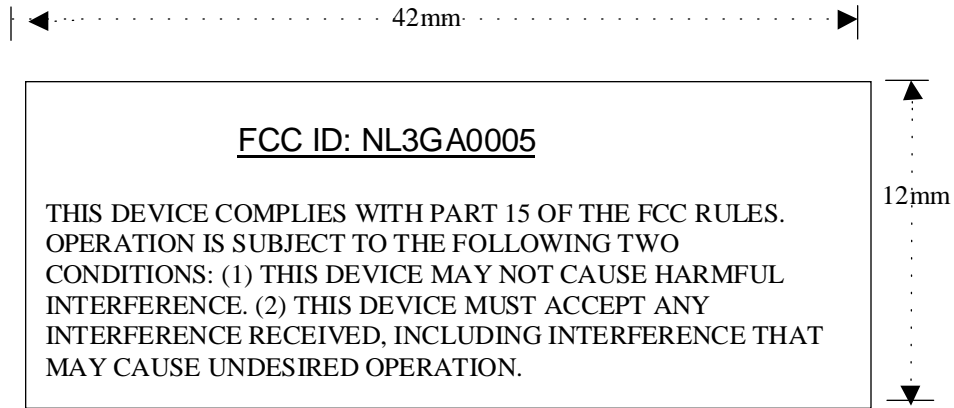 42mm
FCC ID: NL3GA0005
12mm
THIS DEVICE COMPLIES WITH PART 15 OF THE FCC RULES.
OPERATION IS SUBJECT TO THE FOLLOWING TWO
CONDITIONS: (1) THIS DEVICE MAY NOT CAUSE HARMFUL
INTERFERENCE. (2) THIS DEVICE MUST ACCEPT ANY
INTERFERENCE RECEIVED, INCLUDING INTERFERENCE THAT
MAY CAUSE UNDESIRED OPERATION.